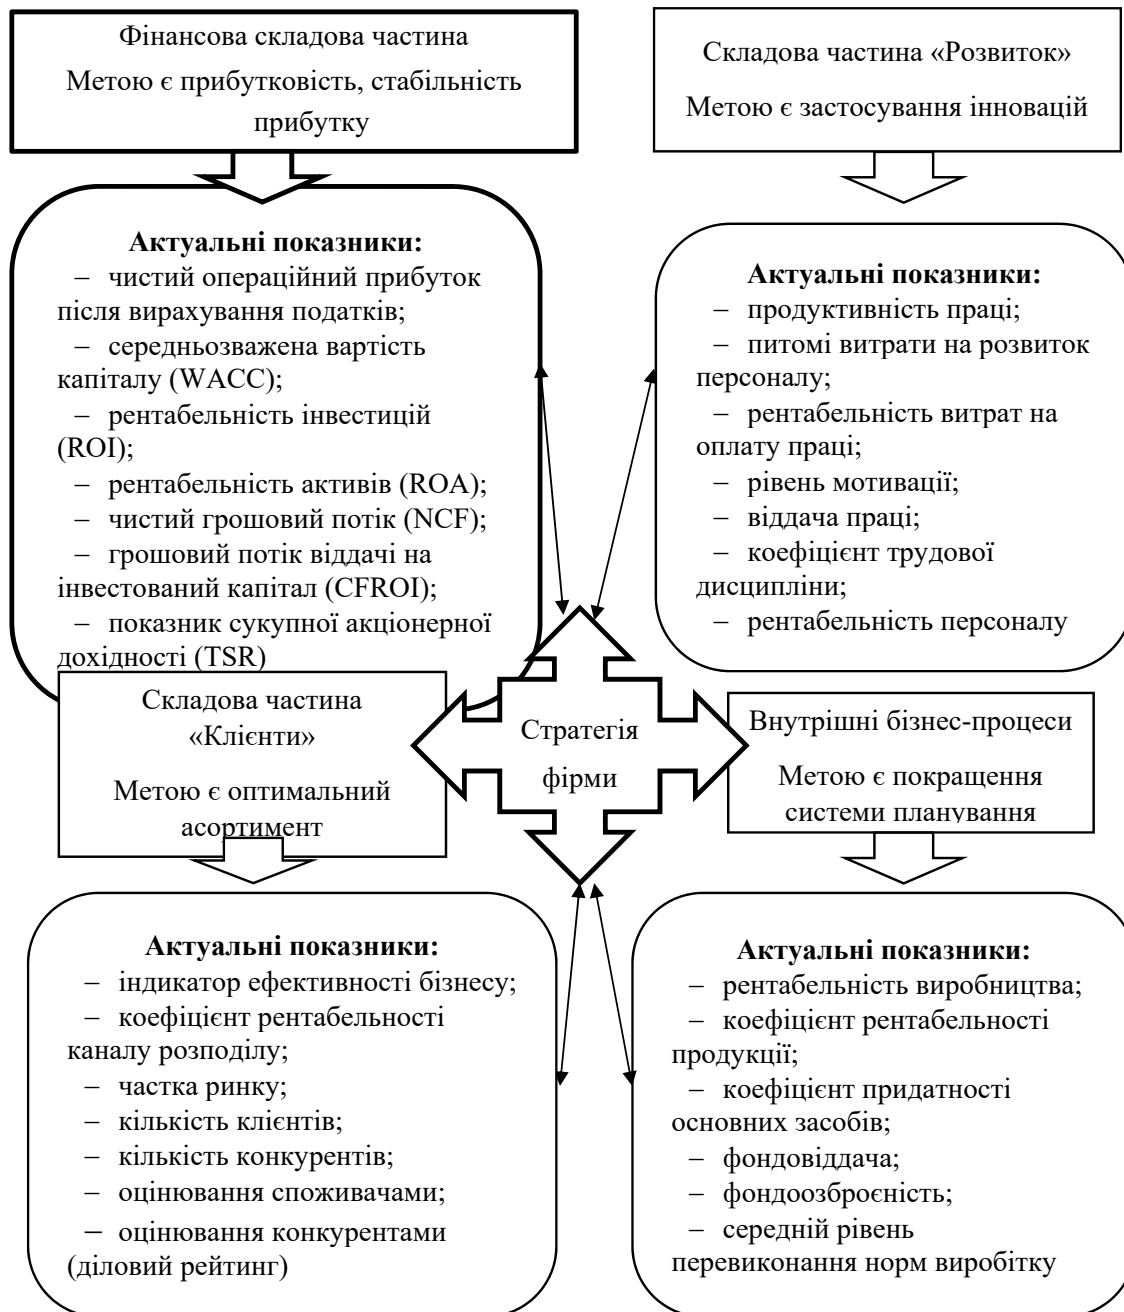 Фінансова складова частина
Метою є прибутковість, стабільність
прибутку
Складова частина «Розвиток»
Метою є застосування інновацій
Актуальні показники:
– чистий операційний прибуток
після вирахування податків;
– середньозважена вартість
капіталу (WACC);
– рентабельність інвестицій
(ROI);
– рентабельність активів (ROA);
– чистий грошовий потік (NCF);
– грошовий потік віддачі на
інвестований капітал (CFROI);
– показник сукупної акціонерної
дохідності (TSR)
Актуальні показники:
– продуктивність праці;
– питомі витрати на розвиток
персоналу;
– рентабельність витрат на
оплату праці;
– рівень мотивації;
– віддача праці;
– коефіцієнт трудової
дисципліни;
– рентабельність персоналу
Складова частина
«Клієнти»
Метою є оптимальний
асортимент
Стратегія
фірми
Внутрішні бізнес-процеси
Метою є покращення
системи планування
Актуальні показники:
– індикатор ефективності бізнесу;
– коефіцієнт рентабельності
каналу розподілу;
– частка ринку;
– кількість клієнтів;
– кількість конкурентів;
– оцінювання споживачами;
– оцінювання конкурентами
(діловий рейтинг)
Актуальні показники:
– рентабельність виробництва;
– коефіцієнт рентабельності
продукції;
– коефіцієнт придатності
основних засобів;
– фондовіддача;
– фондоозброєність;
– середній рівень
перевиконання норм виробітку